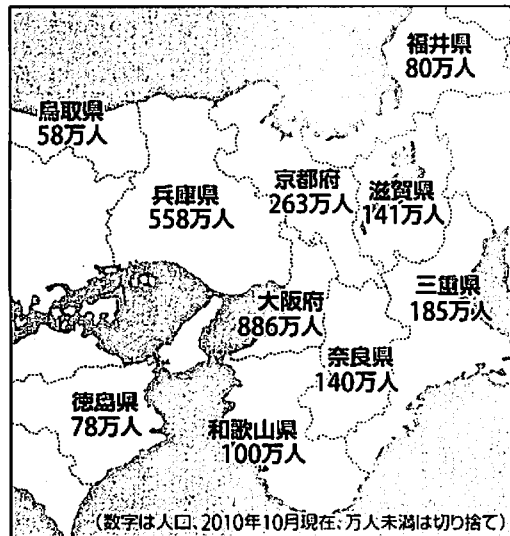 福井県
80万人
鳥取県
58万人
兵庫県
558万人
京都府
263万人
滋賀県
141万人
三重県
185万人
大阪府
886万人
奈良県
140万人
徳島県
78万人
和歌山県
100万人
(数字は人口、2010年10月現在、万人未満は切り捨て)